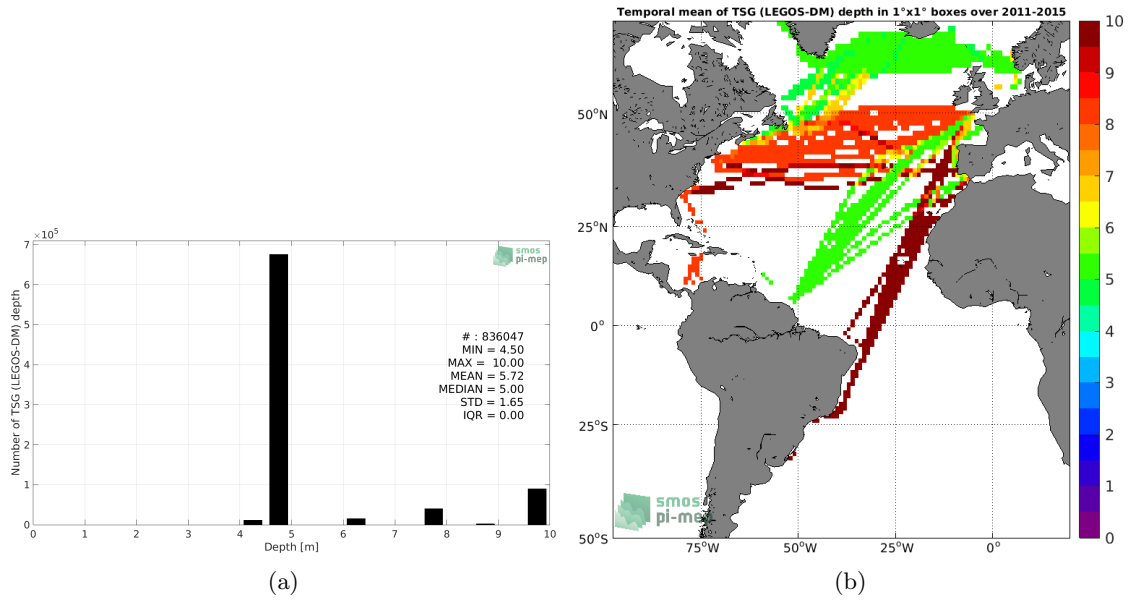 Temporal mean of TSG (LEGOS-DM) depth in 1°x1° boxes over 2011-2015
×10⁵
7
6
5
4
3
2
1
0
Number of TSG (LEGOS-DM) depth
smos
pi-mep
# : 836047
MIN = 4.50
MAX = 10.00
MEAN = 5.72
MEDIAN = 5.00
STD = 1.65
IQR = 0.00
0 1 2 3 4 5 6 7 8 9 10
Depth [m]
(a)
50°N
25°N
0°
25°S
50°S
smos
pi-mep
75°W 50°W 25°W 0°
10
9
8
7
6
5
4
3
2
1
0
(b)